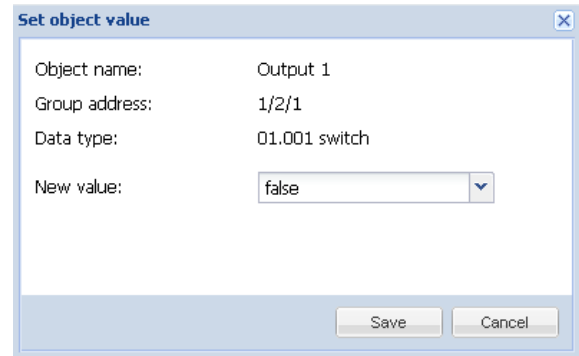 Set object value
Object name: Output 1
Group address: 1/2/1
Data type: 01.001 switch
New value: false
Save Cancel